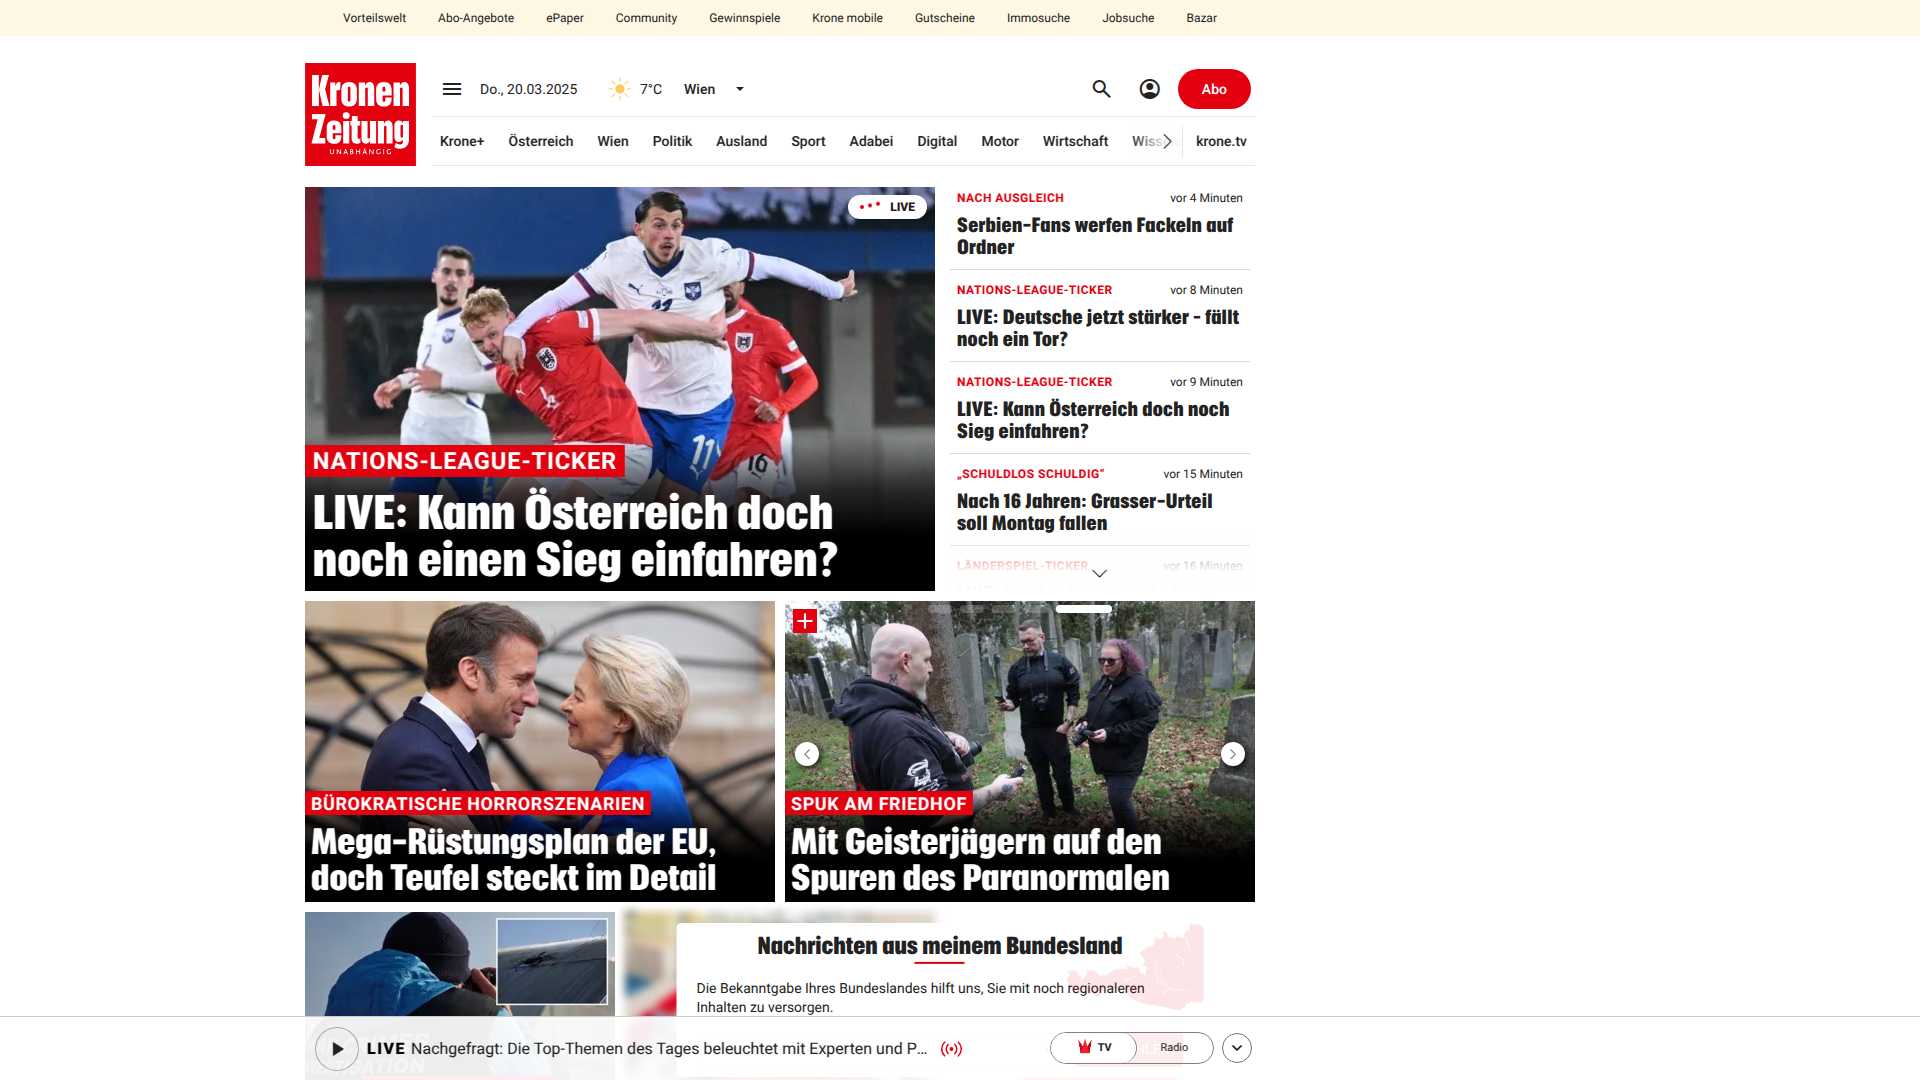 Vorteilswelt Abo-Angebote ePaper Community Gewinnspiele Krone mobile Gutscheine Immosuche Jobsuche Bazar
Kronen
Zeitung
UNABHÄNGIG
Do., 20.03.2025 7°C Wien
Abo
Krone+ Österreich Wien Politik Ausland Sport Adabei Digital Motor Wirtschaft krone.tv
LIVE
NATIONS-LEAGUE-TICKER
LIVE: Kann Österreich doch
noch einen Sieg einfahren?
NACH AUSGLEICH vor 4 Minuten
Serbien-Fans werfen Fackeln auf
Ordner
NATIONS-LEAGUE-TICKER vor 8 Minuten
LIVE: Deutsche jetzt stärker - fällt
noch ein Tor?
NATIONS-LEAGUE-TICKER vor 9 Minuten
LIVE: Kann Österreich doch noch
Sieg einfahren?
„SCHULDLOS SCHULDIG“ vor 15 Minuten
Nach 16 Jahren: Grasser-Urteil
soll Montag fallen
LÄNDERSPIEL-TICKER vor 16 Minuten
BÜROKRATISCHE HORRORSZENARIEN
Mega-Rüstungsplan der EU,
doch Teufel steckt im Detail
SPUK AM FRIEDHOF
Mit Geisterjägern auf den
Spuren des Paranormalen
Nachrichten aus meinem Bundesland
Die Bekanntgabe Ihres Bundeslandes hilft uns, Sie mit noch regionaleren
Inhalten zu versorgen.
LIVE Nachgefragt: Die Top-Themen des Tages beleuchtet mit Experten und P...
TV Radio